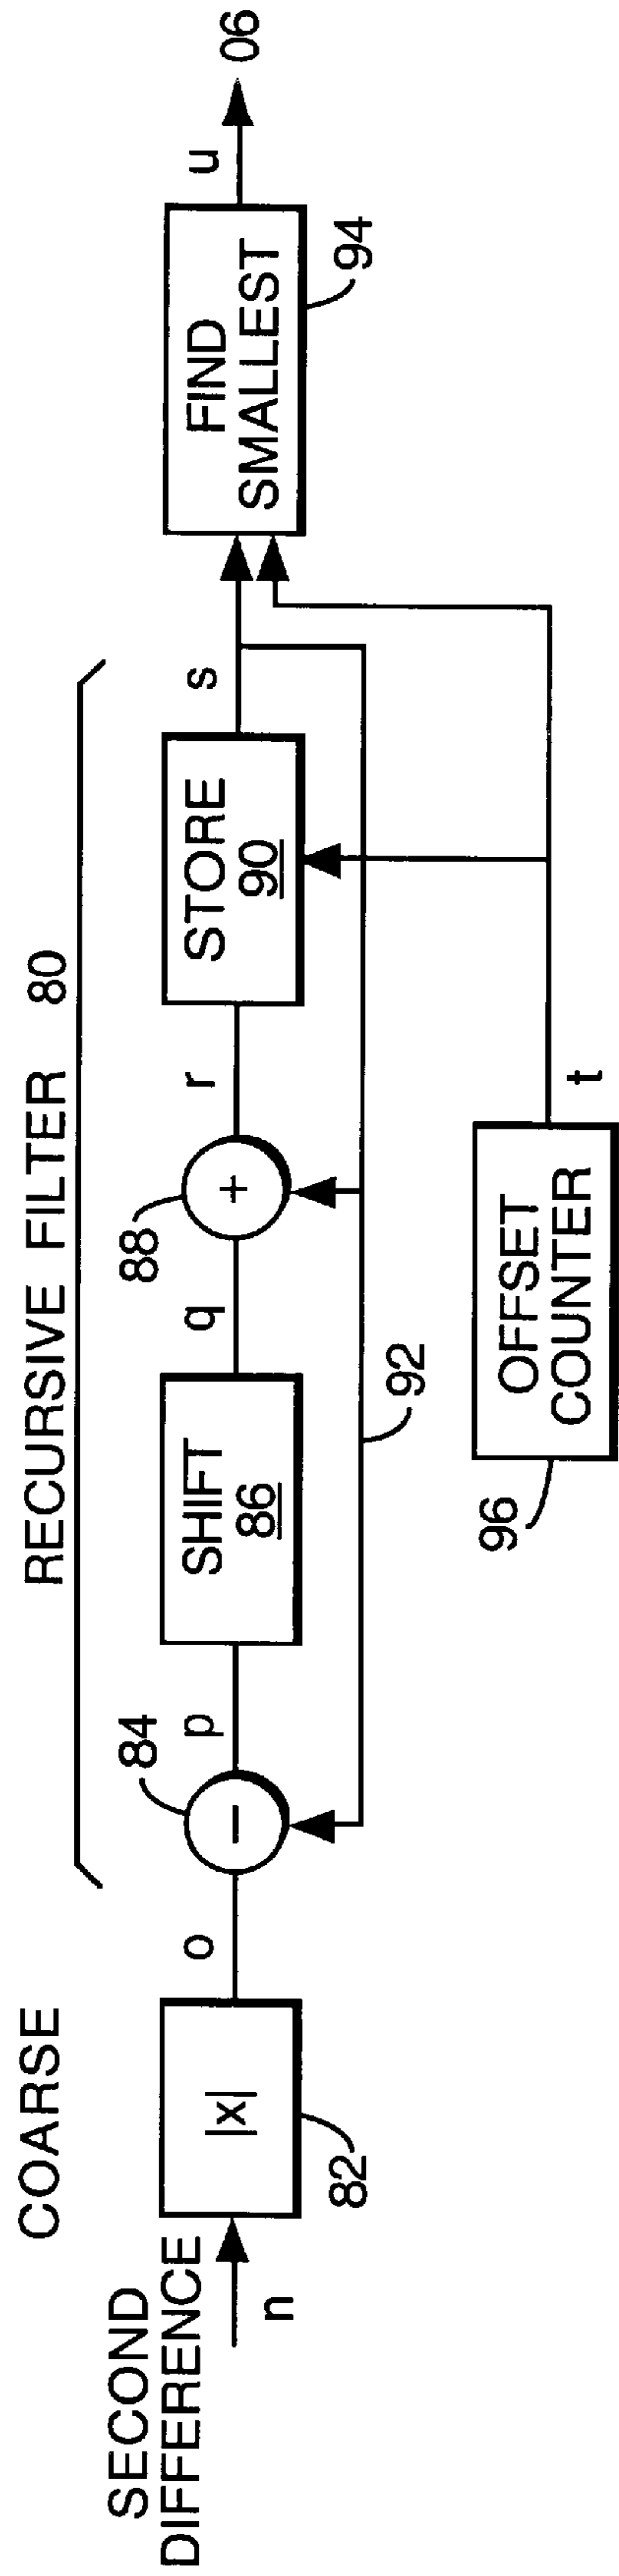 RECURSIVE FILTER 80
COARSE
SECOND
DIFFERENCE
n
|x|
82
o
84
−
p
SHIFT
86
q
88
+
r
STORE
90
s
FIND
SMALLEST
94
u
06
92
OFFSET
COUNTER
96
t